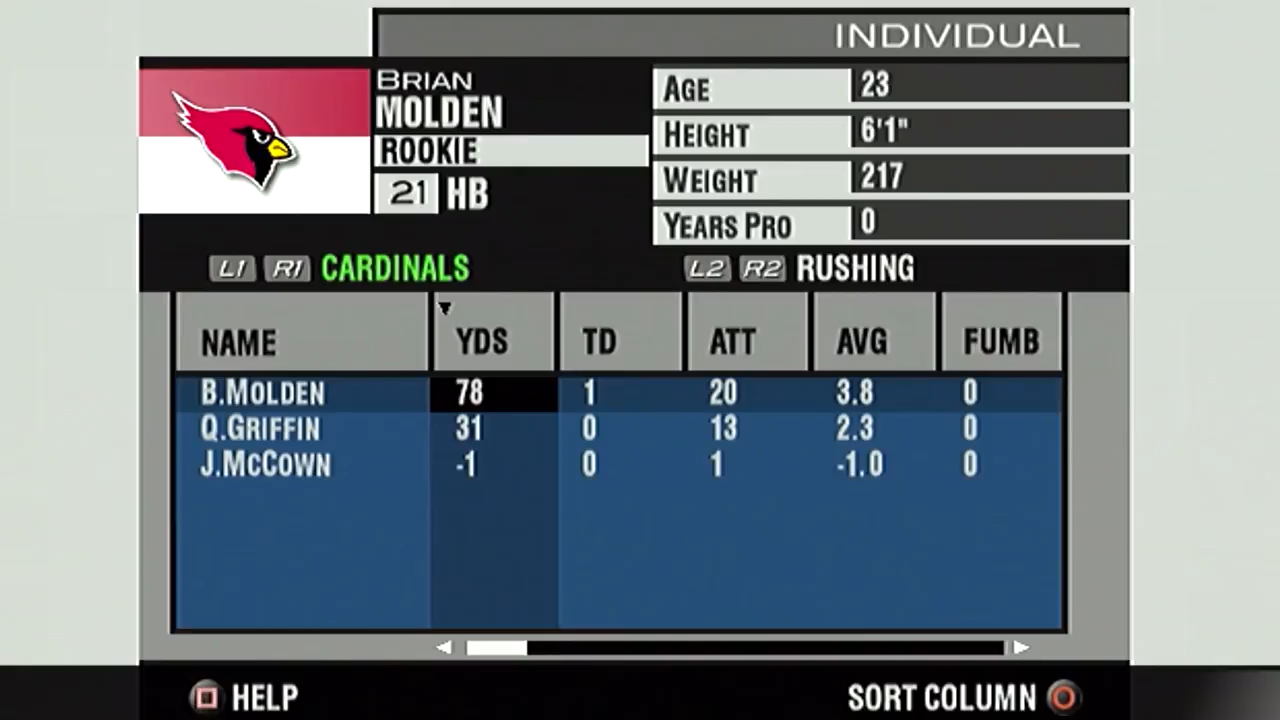 INDIVIDUAL
BRIAN
MOLDEN
ROOKIE
21 HB
AGE 23
HEIGHT 6'1"
WEIGHT 217
YEARS PRO 0
L1 R1 CARDINALS L2 R2 RUSHING
NAME YDS TD ATT AVG FUMB
B.MOLDEN 78 1 20 3.8 0
Q.GRIFFIN 31 0 13 2.3 0
J.MCCOWN -1 0 1 -1.0 0
HELP SORT COLUMN